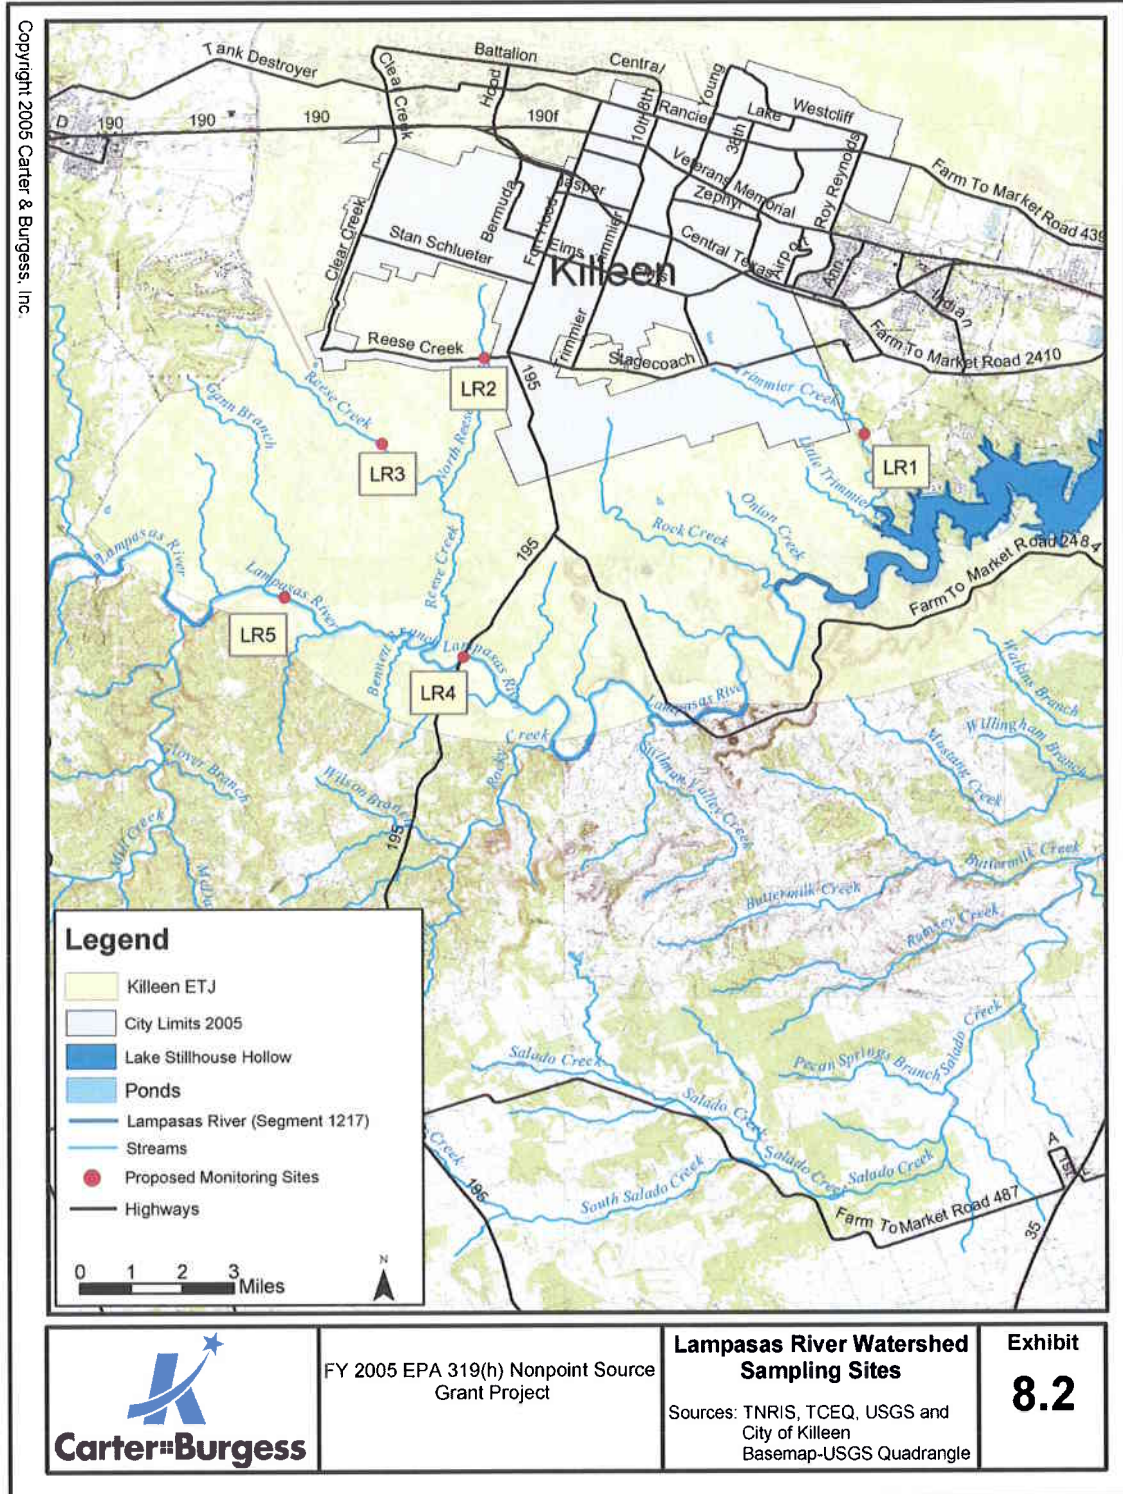 Copyright 2005 Carter & Burgess, Inc.
Tank Destroyer
Battalion
Central
Clear Creek
Hood
Young
10th
8th
Rancier
Lake
Westcliff
38th
D
190
190
190
190f
Veterans Memorial
Zephyr
Roy Reynolds
Farm To Market Road 439
Jasper
Bermuda
Fort Hood
Trimmier
Elms
Elms
Clear Creek
Stan Schlueter
Central Texas
Airport
Ann
Indian
Killeen
Reese Creek
Trimmier
Stagecoach
Farm To Market Road 2410
195
LR2
Reese Creek
Gann Branch
North Reese
LR3
Trimmier Creek
LR1
Little Trimmier
Onion Creek
Rock Creek
Lampasas River
195
Reese Creek
Farm To Market Road 2484
Lampasas River
LR5
Bennett
Lampasas River
LR4
Lampasas River
Watkins Branch
Willingham Branch
Mustang Creek
Rocky Creek
Stillman Valley Creek
Clover Branch
Wilson Branch
195
Mill Creek
Buttermilk Creek
Buttermilk Creek
Rumsey Creek
Salado Creek
Salado Creek
Pecan Springs Branch
Salado Creek
Salado Creek
Salado Creek
South Salado Creek
Creek
195
Farm To Market Road 487
A
1st
35
Legend
Killeen ETJ
City Limits 2005
Lake Stillhouse Hollow
Ponds
Lampasas River (Segment 1217)
Streams
Proposed Monitoring Sites
Highways
0 1 2 3
Miles
N
Carter::Burgess
FY 2005 EPA 319(h) Nonpoint Source
Grant Project
Lampasas River Watershed
Sampling Sites
Sources: TNRIS, TCEQ, USGS and
City of Killeen
Basemap-USGS Quadrangle
Exhibit
8.2